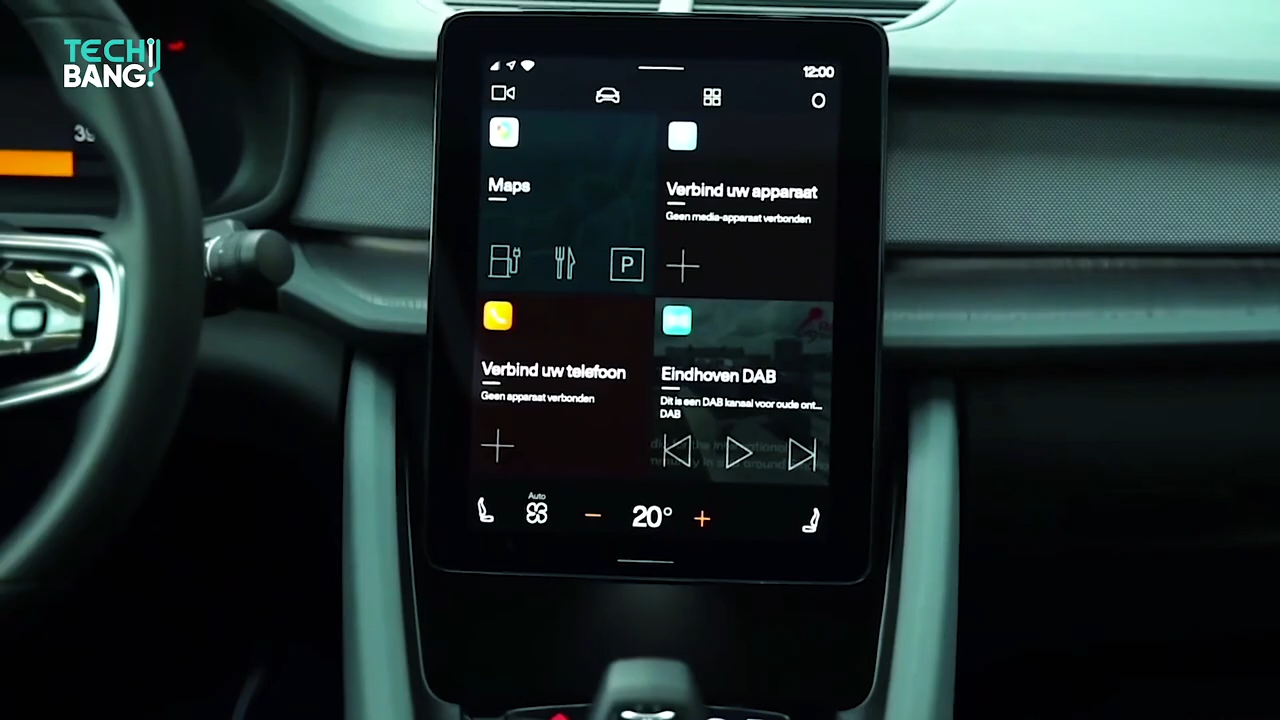 TECH
BANG!
12:00
Maps
Verbind uw apparaat
Geen media-apparaat verbonden
P
Verbind uw telefoon
Geen apparaat verbonden
Eindhoven DAB
Dit is een DAB kanaal voor oude ont...
DAB
Auto
20°